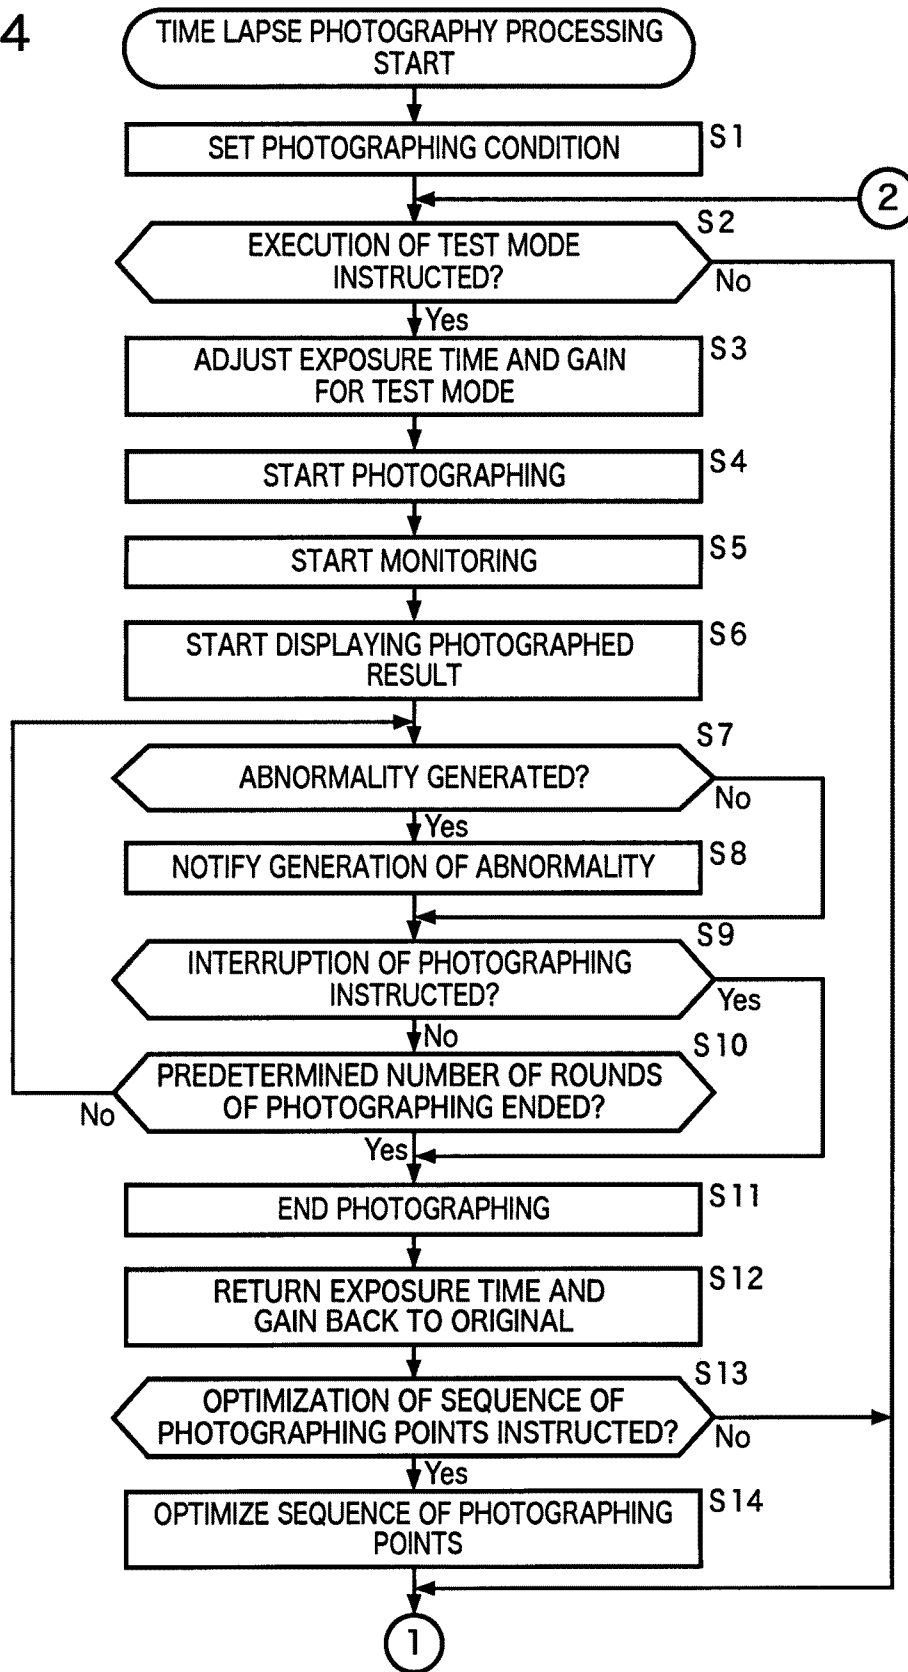 4
TIME LAPSE PHOTOGRAPHY PROCESSING
START
SET PHOTOGRAPHING CONDITION
S1
2
S2
EXECUTION OF TEST MODE
INSTRUCTED?
No
Yes
S3
ADJUST EXPOSURE TIME AND GAIN
FOR TEST MODE
S4
START PHOTOGRAPHING
S5
START MONITORING
S6
START DISPLAYING PHOTOGRAPHED
RESULT
S7
ABNORMALITY GENERATED?
No
Yes
S8
NOTIFY GENERATION OF ABNORMALITY
S9
INTERRUPTION OF PHOTOGRAPHING
INSTRUCTED?
Yes
No
S10
PREDETERMINED NUMBER OF ROUNDS
OF PHOTOGRAPHING ENDED?
No
Yes
S11
END PHOTOGRAPHING
S12
RETURN EXPOSURE TIME AND
GAIN BACK TO ORIGINAL
S13
OPTIMIZATION OF SEQUENCE OF
PHOTOGRAPHING POINTS INSTRUCTED?
No
Yes
S14
OPTIMIZE SEQUENCE OF PHOTOGRAPHING
POINTS
1